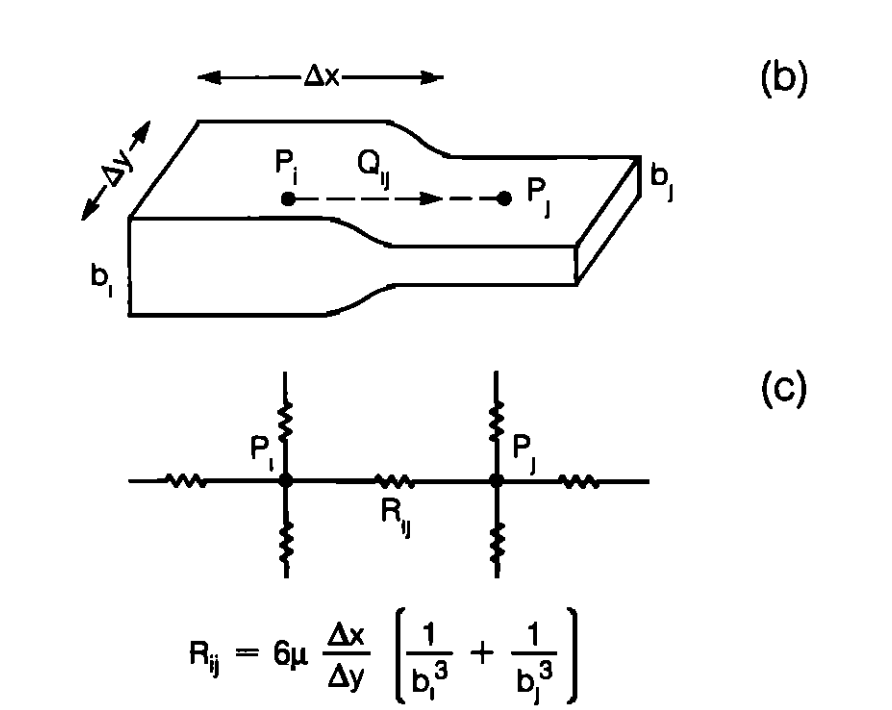 (b)
Δx
Δy
P_i Q_ij P_j b_j
b_i
(c)
P_i P_j
R_ij
R_ij = 6μ Δx/Δy [1/b_i^3 + 1/b_j^3]